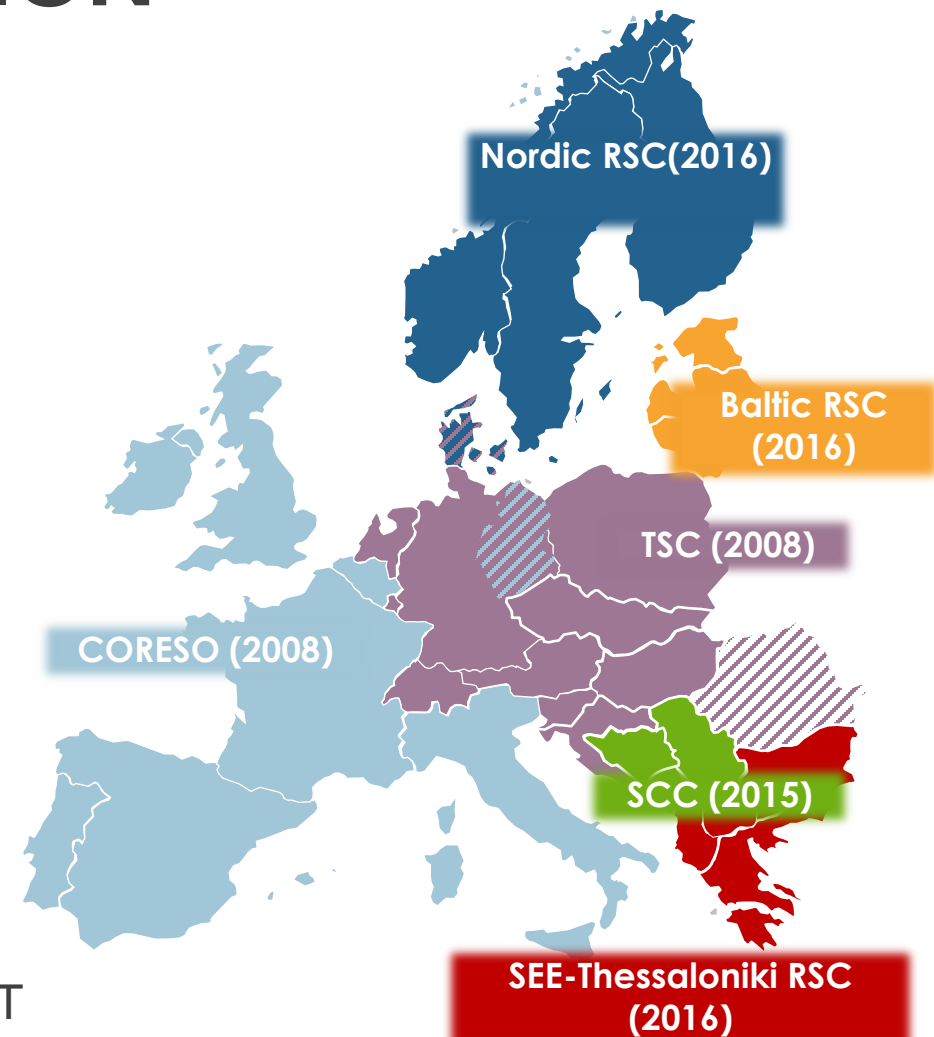 Nordic RSC(2016)
Baltic RSC
(2016)
TSC (2008)
CORESO (2008)
SCC (2015)
SEE-Thessaloniki RSC
(2016)
T